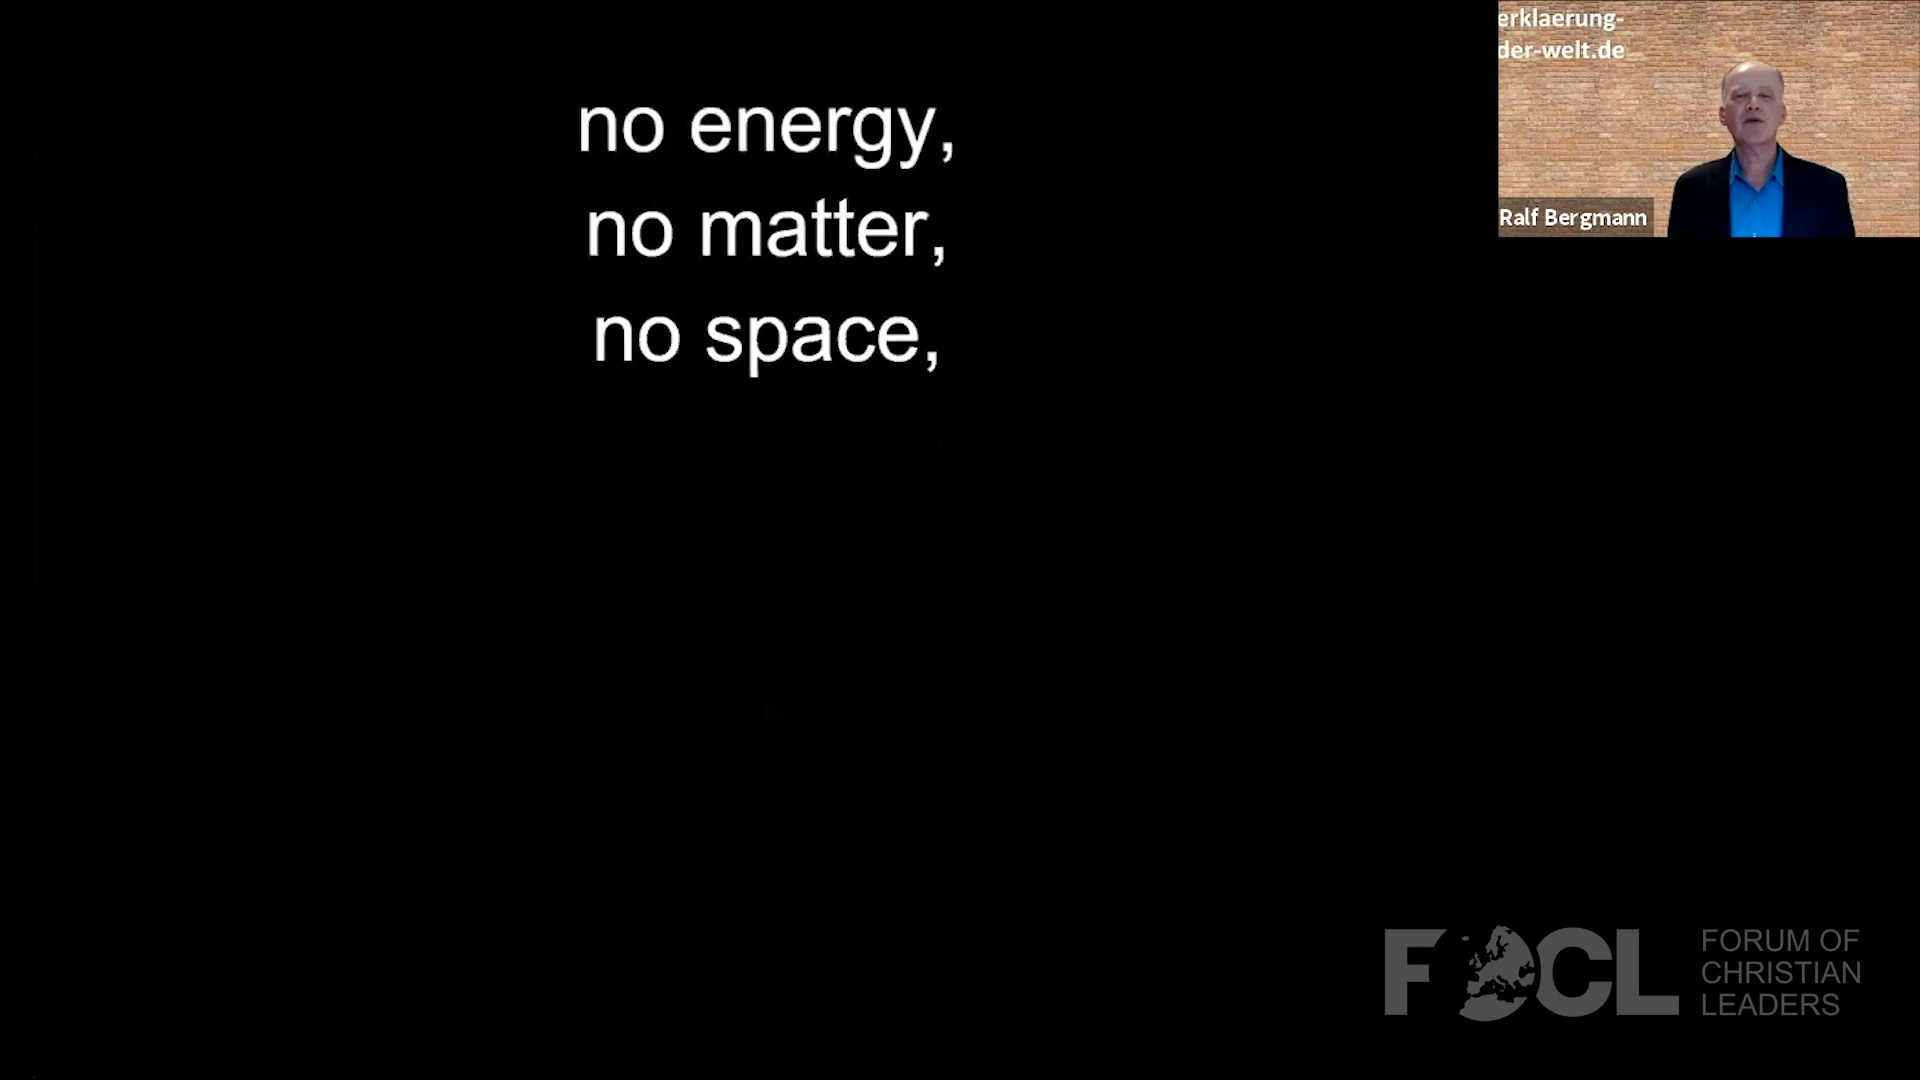 no energy,
no matter,
no space,
erklaerung-
der-welt.de
Ralf Bergmann
FOCL
FORUM OF
CHRISTIAN
LEADERS